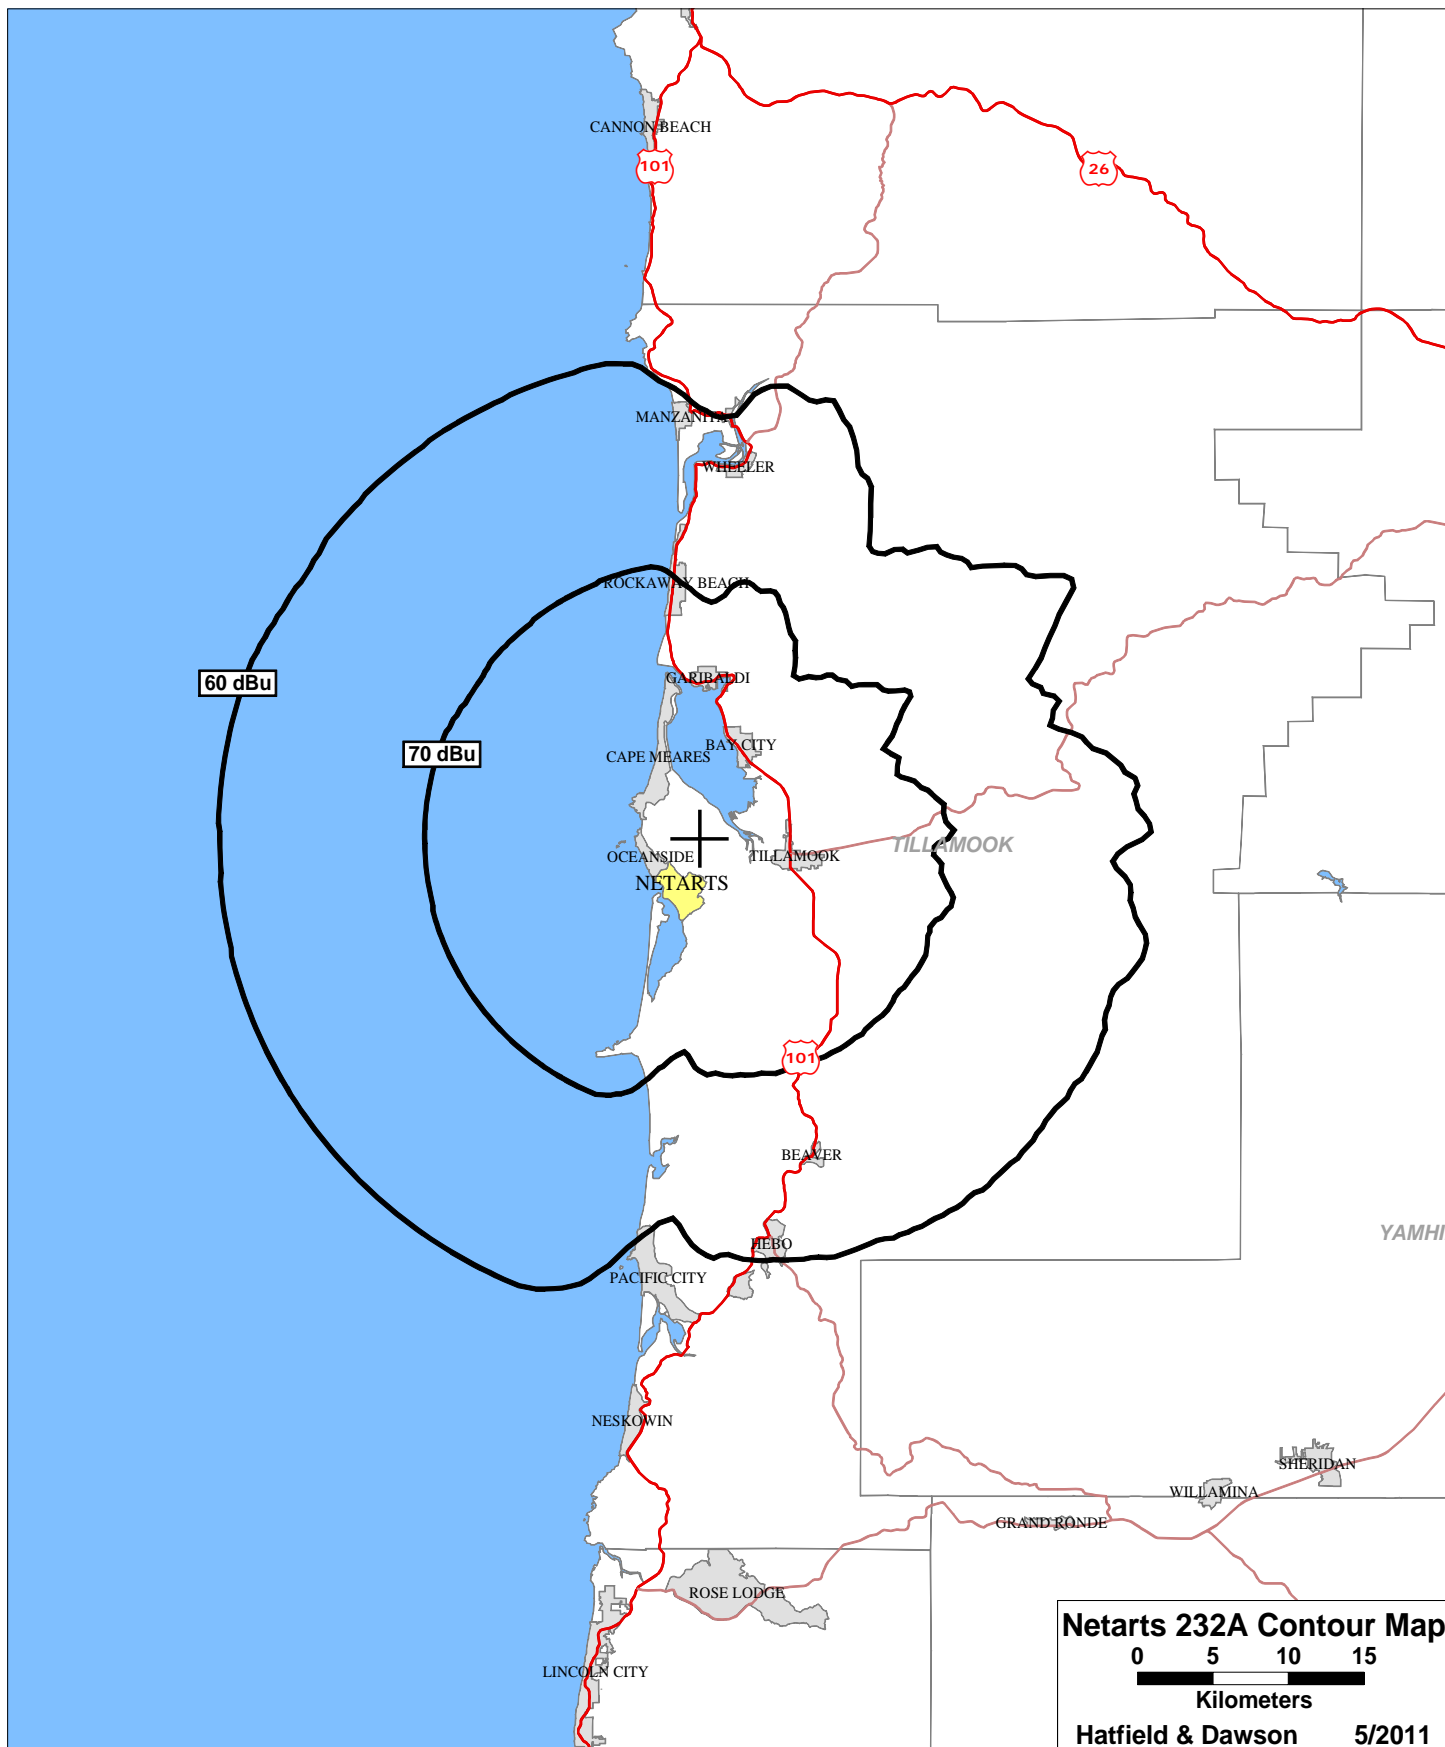 CANNON BEACH
101
26
MANZANITA
WHEELER
ROCKAWAY BEACH
GARIBALDI
60 dBu
BAY CITY
70 dBu
CAPE MEARES
TILLAMOOK
OCEANSIDE
TILLAMOOK
NETARTS
101
BEAVER
YAMHI
HEBO
PACIFIC CITY
NESKOWIN
SHERIDAN
WILLAMINA
GRAND RONDE
ROSE LODGE
LINCOLN CITY
Netarts 232A Contour Map
0 5 10 15
Kilometers
Hatfield & Dawson 5/2011